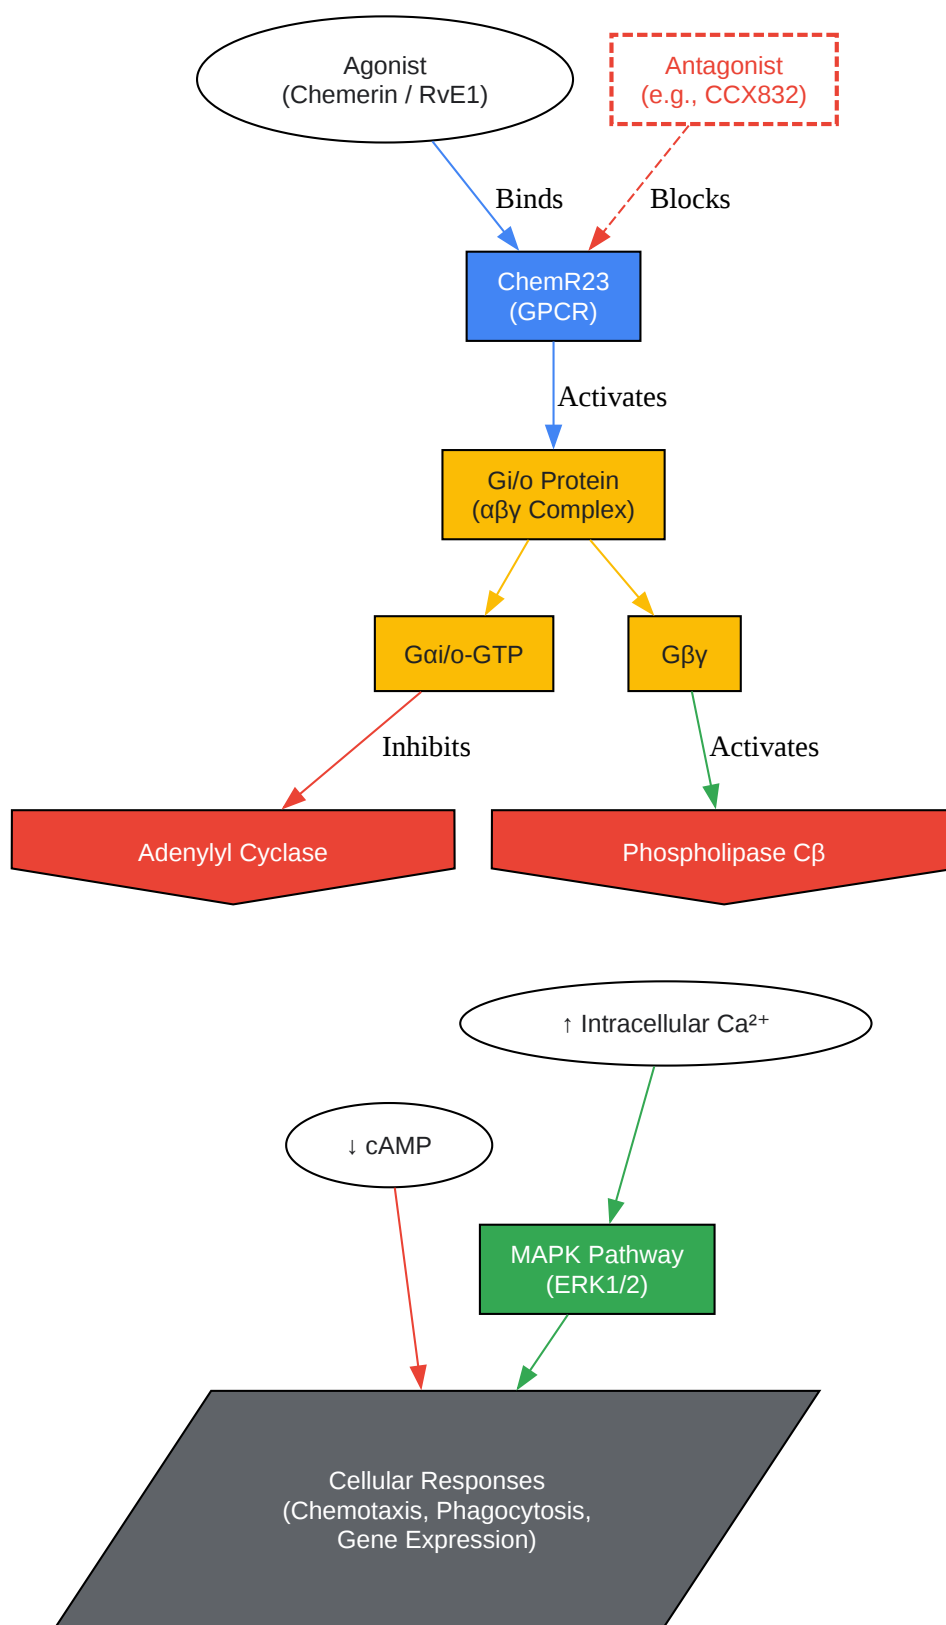 Agonist
(Chemerin / RvE1)
Antagonist
(e.g., CCX832)
Binds
Blocks
ChemR23
(GPCR)
Activates
Gi/o Protein
(αβγ Complex)
Gαi/o-GTP
Gβγ
Inhibits
Activates
Adenylyl Cyclase
Phospholipase Cβ
↑ Intracellular Ca²⁺
↓ cAMP
MAPK Pathway
(ERK1/2)
Cellular Responses
(Chemotaxis, Phagocytosis,
Gene Expression)